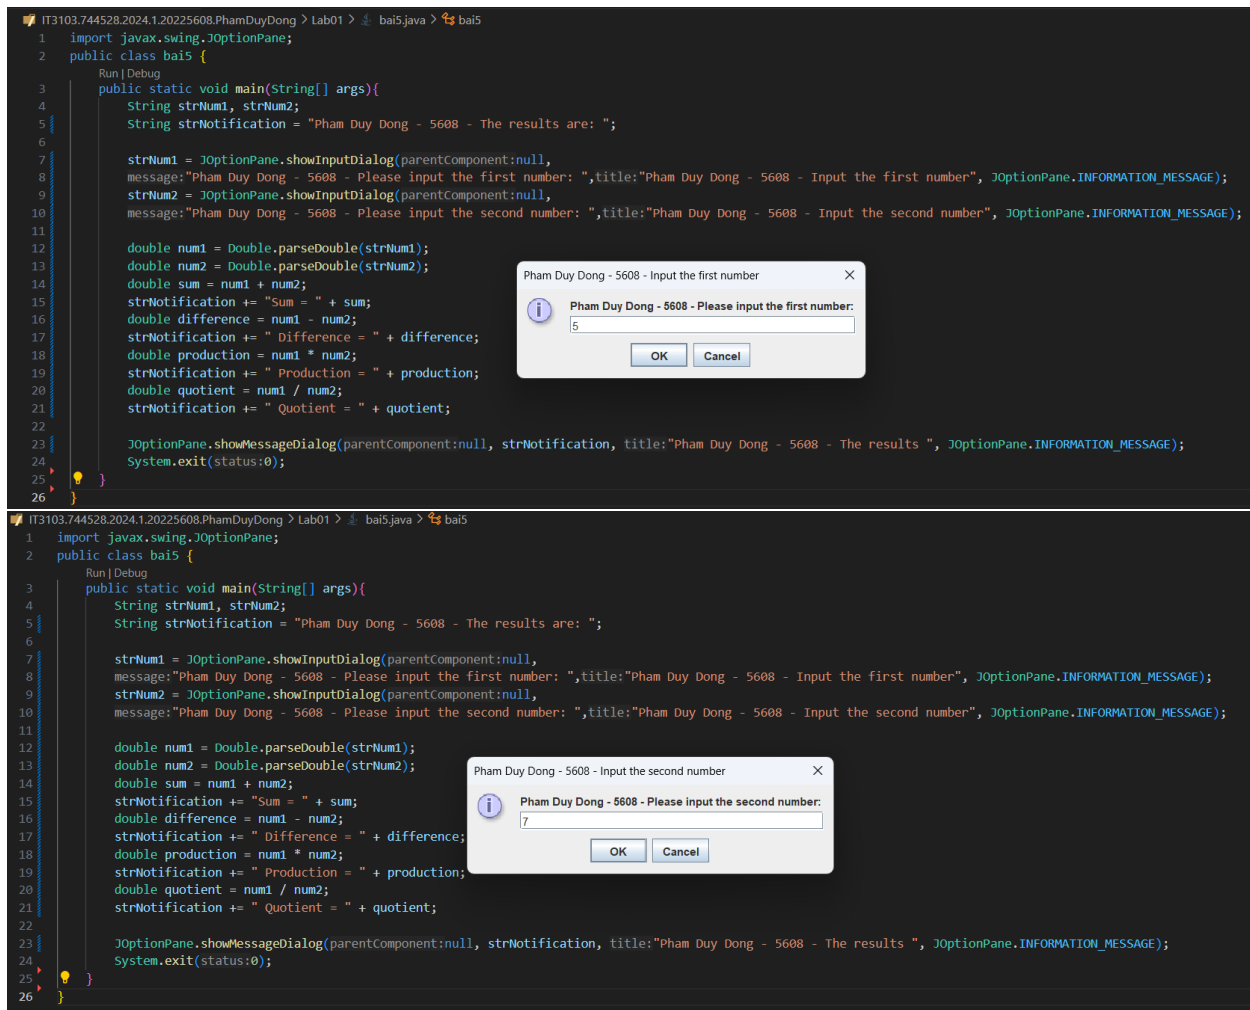 IT3103.744528.2024.1.20225608.PhamDuyDong > Lab01 > bai5.java > bai5
1 import javax.swing.JOptionPane;
2 public class bai5 {
Run | Debug
3 public static void main(String[] args){
4 String strNum1, strNum2;
5 String strNotification = "Pham Duy Dong - 5608 - The results are: ";
6
7 strNum1 = JOptionPane.showInputDialog(parentComponent:null,
8 message:"Pham Duy Dong - 5608 - Please input the first number: ",title:"Pham Duy Dong - 5608 - Input the first number", JOptionPane.INFORMATION_MESSAGE);
9 strNum2 = JOptionPane.showInputDialog(parentComponent:null,
10 message:"Pham Duy Dong - 5608 - Please input the second number: ",title:"Pham Duy Dong - 5608 - Input the second number", JOptionPane.INFORMATION_MESSAGE);
11
12 double num1 = Double.parseDouble(strNum1);
13 double num2 = Double.parseDouble(strNum2);
14 double sum = num1 + num2;
15 strNotification += "Sum = " + sum;
16 double difference = num1 - num2;
17 strNotification += " Difference = " + difference;
18 double production = num1 * num2;
19 strNotification += " Production = " + production;
20 double quotient = num1 / num2;
21 strNotification += " Quotient = " + quotient;
22
23 JOptionPane.showMessageDialog(parentComponent:null, strNotification, title:"Pham Duy Dong - 5608 - The results ", JOptionPane.INFORMATION_MESSAGE);
24 System.exit(status:0);
25 }
26 }
Pham Duy Dong - 5608 - Input the first number
Pham Duy Dong - 5608 - Please input the first number:
5
OK Cancel
IT3103.744528.2024.1.20225608.PhamDuyDong > Lab01 > bai5.java > bai5
1 import javax.swing.JOptionPane;
2 public class bai5 {
Run | Debug
3 public static void main(String[] args){
4 String strNum1, strNum2;
5 String strNotification = "Pham Duy Dong - 5608 - The results are: ";
6
7 strNum1 = JOptionPane.showInputDialog(parentComponent:null,
8 message:"Pham Duy Dong - 5608 - Please input the first number: ",title:"Pham Duy Dong - 5608 - Input the first number", JOptionPane.INFORMATION_MESSAGE);
9 strNum2 = JOptionPane.showInputDialog(parentComponent:null,
10 message:"Pham Duy Dong - 5608 - Please input the second number: ",title:"Pham Duy Dong - 5608 - Input the second number", JOptionPane.INFORMATION_MESSAGE);
11
12 double num1 = Double.parseDouble(strNum1);
13 double num2 = Double.parseDouble(strNum2);
14 double sum = num1 + num2;
15 strNotification += "Sum = " + sum;
16 double difference = num1 - num2;
17 strNotification += " Difference = " + difference;
18 double production = num1 * num2;
19 strNotification += " Production = " + production;
20 double quotient = num1 / num2;
21 strNotification += " Quotient = " + quotient;
22
23 JOptionPane.showMessageDialog(parentComponent:null, strNotification, title:"Pham Duy Dong - 5608 - The results ", JOptionPane.INFORMATION_MESSAGE);
24 System.exit(status:0);
25 }
26 }
Pham Duy Dong - 5608 - Input the second number
Pham Duy Dong - 5608 - Please input the second number:
7
OK Cancel